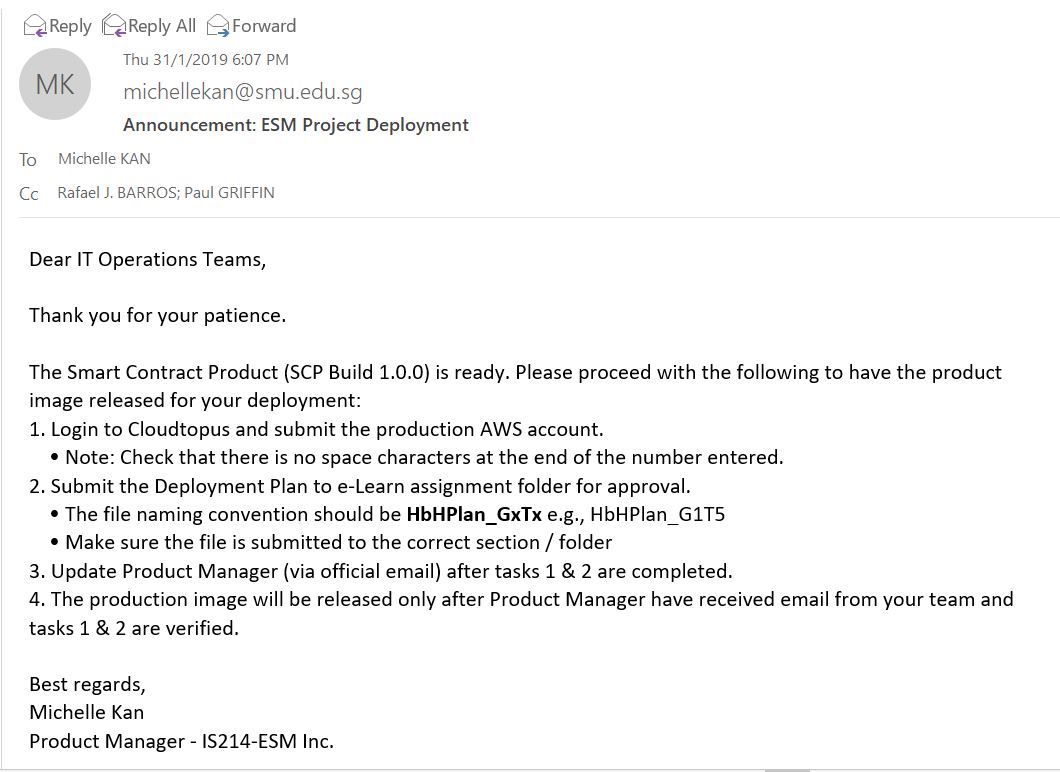 Reply Reply All Forward
MK
Thu 31/1/2019 6:07 PM
michellekan@smu.edu.sg
Announcement: ESM Project Deployment
To Michelle KAN
Cc Rafael J. BARROS; Paul GRIFFIN
Dear IT Operations Teams,
Thank you for your patience.
The Smart Contract Product (SCP Build 1.0.0) is ready. Please proceed with the following to have the product
image released for your deployment:
1. Login to Cloudtopus and submit the production AWS account.
• Note: Check that there is no space characters at the end of the number entered.
2. Submit the Deployment Plan to e-Learn assignment folder for approval.
• The file naming convention should be HbHPlan_GxTx e.g., HbHPlan_G1T5
• Make sure the file is submitted to the correct section / folder
3. Update Product Manager (via official email) after tasks 1 & 2 are completed.
4. The production image will be released only after Product Manager have received email from your team and
tasks 1 & 2 are verified.
Best regards,
Michelle Kan
Product Manager - IS214-ESM Inc.